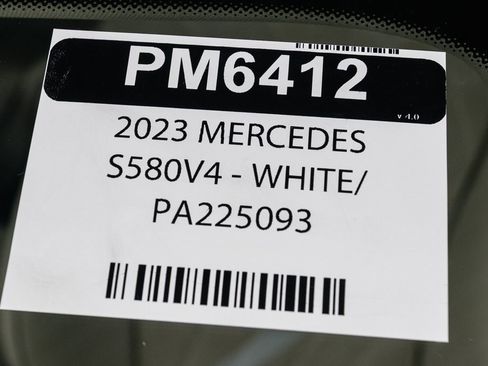 PM6412
v 4.0
2023 MERCEDES
S580V4 - WHITE/
PA225093